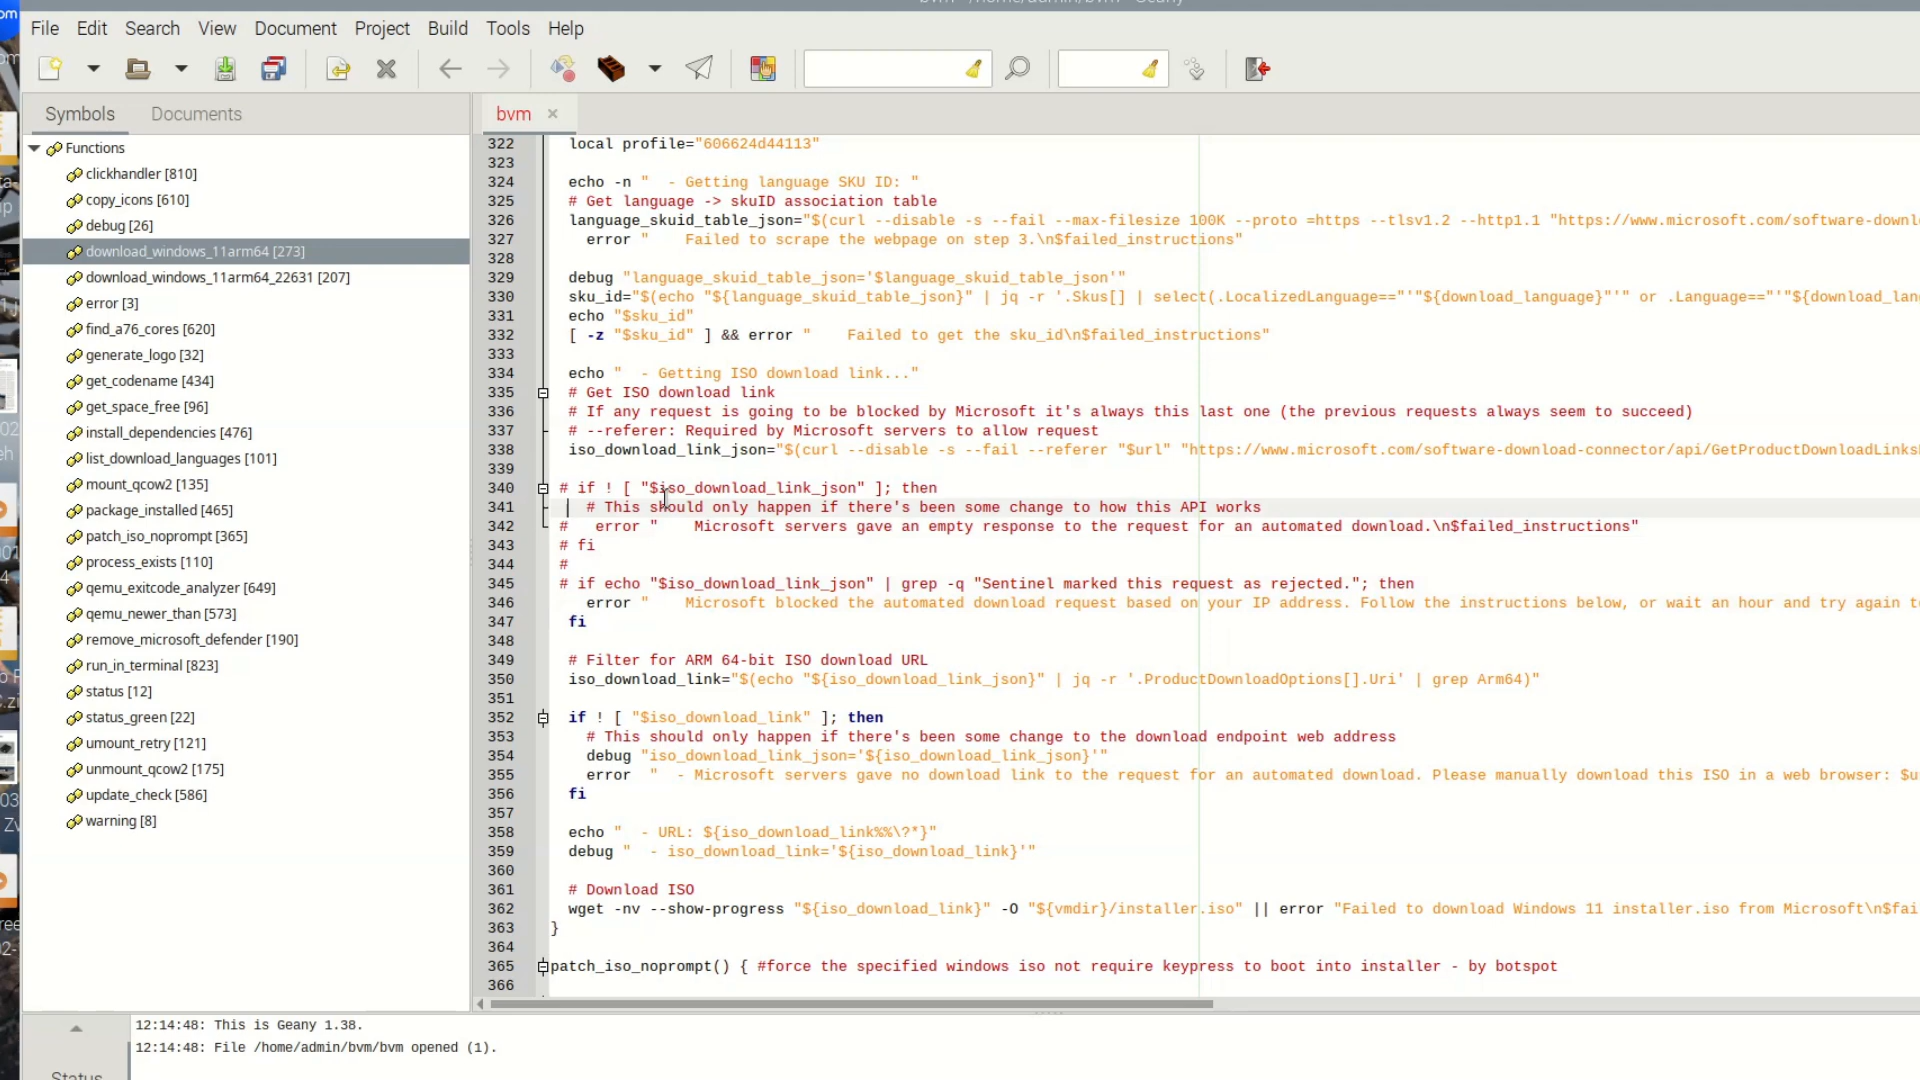 bvm - /home/admin/bvm - Geany
File Edit Search View Document Project Build Tools Help
Symbols Documents
bvm
Functions
clickhandler [810]
copy_icons [610]
debug [26]
download_windows_11arm64 [273]
download_windows_11arm64_22631 [207]
error [3]
find_a76_cores [620]
generate_logo [32]
get_codename [434]
get_space_free [96]
install_dependencies [476]
list_download_languages [101]
mount_qcow2 [135]
package_installed [465]
patch_iso_noprompt [365]
process_exists [110]
qemu_exitcode_analyzer [649]
qemu_newer_than [573]
remove_microsoft_defender [190]
run_in_terminal [823]
status [12]
status_green [22]
umount_retry [121]
unmount_qcow2 [175]
update_check [586]
warning [8]
322 local profile="606624d44113"
323
324 echo -n "  - Getting language SKU ID: "
325 # Get language -> skuID association table
326 language_skuid_table_json="$(curl --disable -s --fail --max-filesize 100K --proto =https --tlsv1.2 --http1.1 "https://www.microsoft.com/software-downl
327 error "    Failed to scrape the webpage on step 3.\n$failed_instructions"
328
329 debug "language_skuid_table_json='$language_skuid_table_json'"
330 sku_id="$(echo "${language_skuid_table_json}" | jq -r '.Skus[] | select(.LocalizedLanguage=="'"${download_language}"'" or .Language=="'"${download_lan
331 echo "$sku_id"
332 [ -z "$sku_id" ] && error "    Failed to get the sku_id\n$failed_instructions"
333
334 echo "  - Getting ISO download link..."
335 # Get ISO download link
336 # If any request is going to be blocked by Microsoft it's always this last one (the previous requests always seem to succeed)
337 # --referer: Required by Microsoft servers to allow request
338 iso_download_link_json="$(curl --disable -s --fail --referer "$url" "https://www.microsoft.com/software-download-connector/api/GetProductDownloadLinks
339
340 # if ! [ "$iso_download_link_json" ]; then
341 # This should only happen if there's been some change to how this API works
342 #   error "    Microsoft servers gave an empty response to the request for an automated download.\n$failed_instructions"
343 # fi
344 #
345 # if echo "$iso_download_link_json" | grep -q "Sentinel marked this request as rejected."; then
346 error "    Microsoft blocked the automated download request based on your IP address. Follow the instructions below, or wait an hour and try again t
347 fi
348
349 # Filter for ARM 64-bit ISO download URL
350 iso_download_link="$(echo "${iso_download_link_json}" | jq -r '.ProductDownloadOptions[].Uri' | grep Arm64)"
351
352 if ! [ "$iso_download_link" ]; then
353 # This should only happen if there's been some change to the download endpoint web address
354 debug "iso_download_link_json='${iso_download_link_json}'"
355 error  "  - Microsoft servers gave no download link to the request for an automated download. Please manually download this ISO in a web browser: $u
356 fi
357
358 echo "  - URL: ${iso_download_link%%\?*}"
359 debug "  - iso_download_link='${iso_download_link}'"
360
361 # Download ISO
362 wget -nv --show-progress "${iso_download_link}" -O "${vmdir}/installer.iso" || error "Failed to download Windows 11 installer.iso from Microsoft\n$fai
363 }
364
365 patch_iso_noprompt() { #force the specified windows iso not require keypress to boot into installer - by botspot
366
12:14:48: This is Geany 1.38.
12:14:48: File /home/admin/bvm/bvm opened (1).
Status